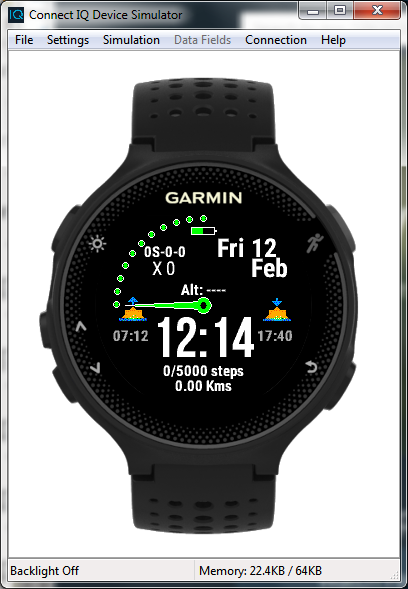 Connect IQ Device Simulator
File Settings Simulation Data Fields Connection Help
GARMIN
0S-0-0
X 0
Fri 12
Feb
Alt: ----
07:12
12:14
17:40
0/5000 steps
0.00 Kms
Backlight Off
Memory: 22.4KB / 64KB